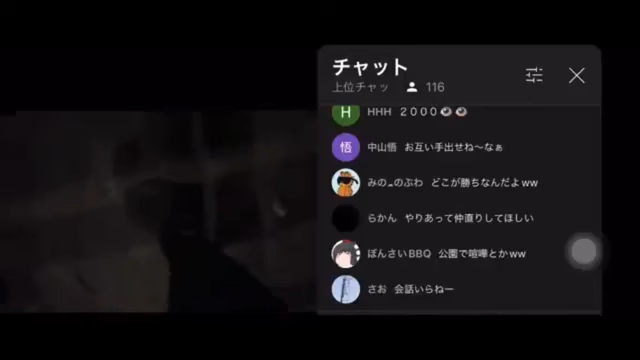 チャット
上位チャッ 116
HHH 2000👁👁
悟 中山悟 お互い手出せね〜なぁ
みの_のぶわ どこが勝ちなんだよww
らかん やりあって仲直りしてほしい
ぼんさいBBQ 公園で喧嘩とかww
さお 会話いらねー